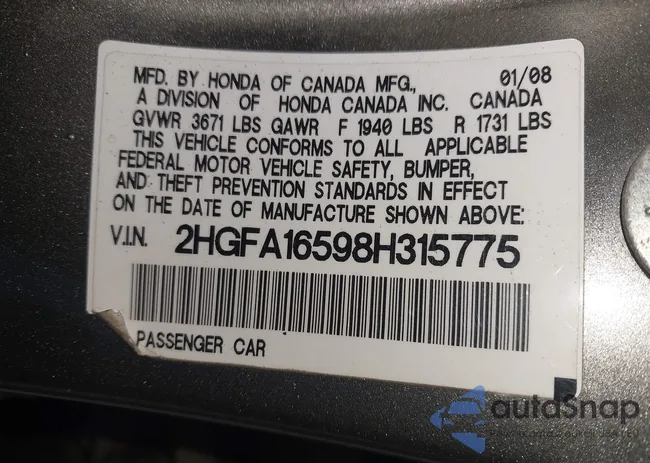 MFD. BY HONDA OF CANADA MFG., 01/08
A DIVISION OF HONDA CANADA INC. CANADA
GVWR 3671 LBS GAWR F 1940 LBS R 1731 LBS
THIS VEHICLE CONFORMS TO ALL APPLICABLE
FEDERAL MOTOR VEHICLE SAFETY, BUMPER,
AND THEFT PREVENTION STANDARDS IN EFFECT
ON THE DATE OF MANUFACTURE SHOWN ABOVE:
V.I.N. 2HGFA16598H315775
PASSENGER CAR
autoSnap